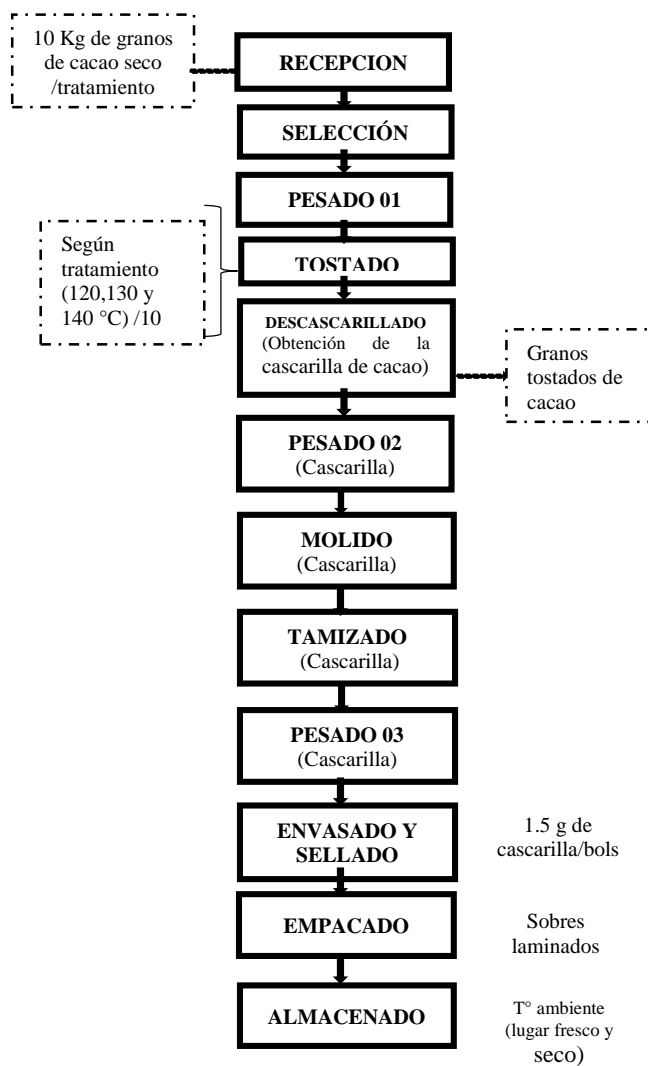 10 Kg de granos
de cacao seco
/tratamiento
RECEPCION
SELECCIÓN
PESADO 01
Según
tratamiento
(120,130 y
140 °C) /10
TOSTADO
DESCASCARILLADO
(Obtención de la
cascarilla de cacao)
Granos
tostados de
cacao
PESADO 02
(Cascarilla)
MOLIDO
(Cascarilla)
TAMIZADO
(Cascarilla)
PESADO 03
(Cascarilla)
ENVASADO Y
SELLADO
1.5 g de
cascarilla/bols
EMPACADO
Sobres
laminados
ALMACENADO
T° ambiente
(lugar fresco y
seco)